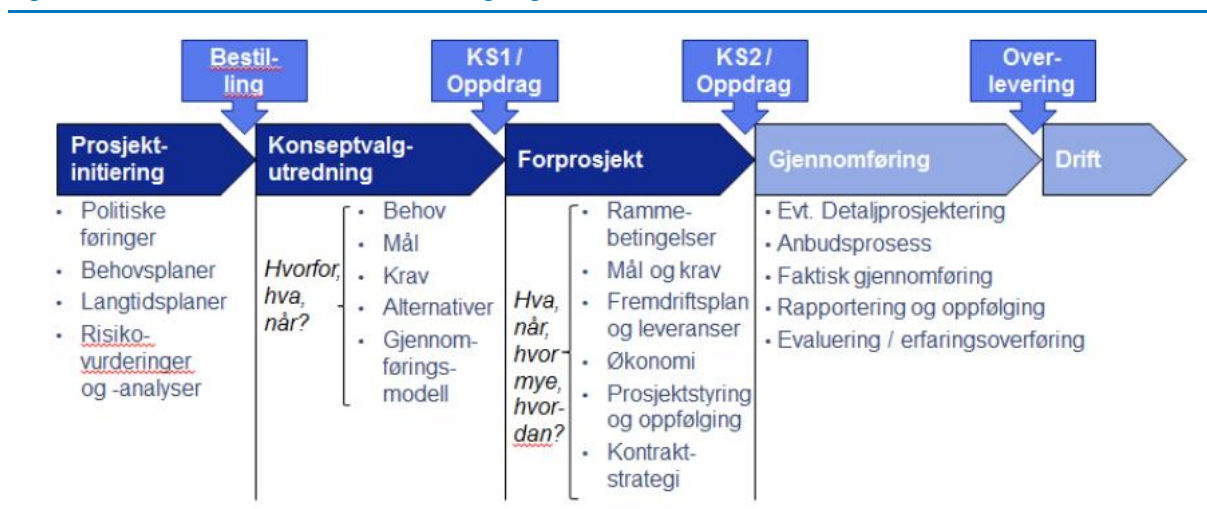 Bestil-
ling
KS1 /
Oppdrag
KS2 /
Oppdrag
Over-
levering
Prosjekt-
initiering
Konseptvalg-
utredning
Forprosjekt
Gjennomføring
Drift
• Politiske
føringer
• Behovsplaner
• Langtidsplaner
• Risiko-
vurderinger
og -analyser
Hvorfor,
hva,
når?
• Behov
• Mål
• Krav
• Alternativer
• Gjennom-
førings-
modell
Hva,
når,
hvor
mye,
hvor-
dan?
• Ramme-
betingelser
• Mål og krav
• Fremdriftsplan
og leveranser
• Økonomi
• Prosjektstyring
og oppfølging
• Kontrakt-
strategi
• Evt. Detaljprosjektering
• Anbudsprosess
• Faktisk gjennomføring
• Rapportering og oppfølging
• Evaluering / erfaringsoverføring